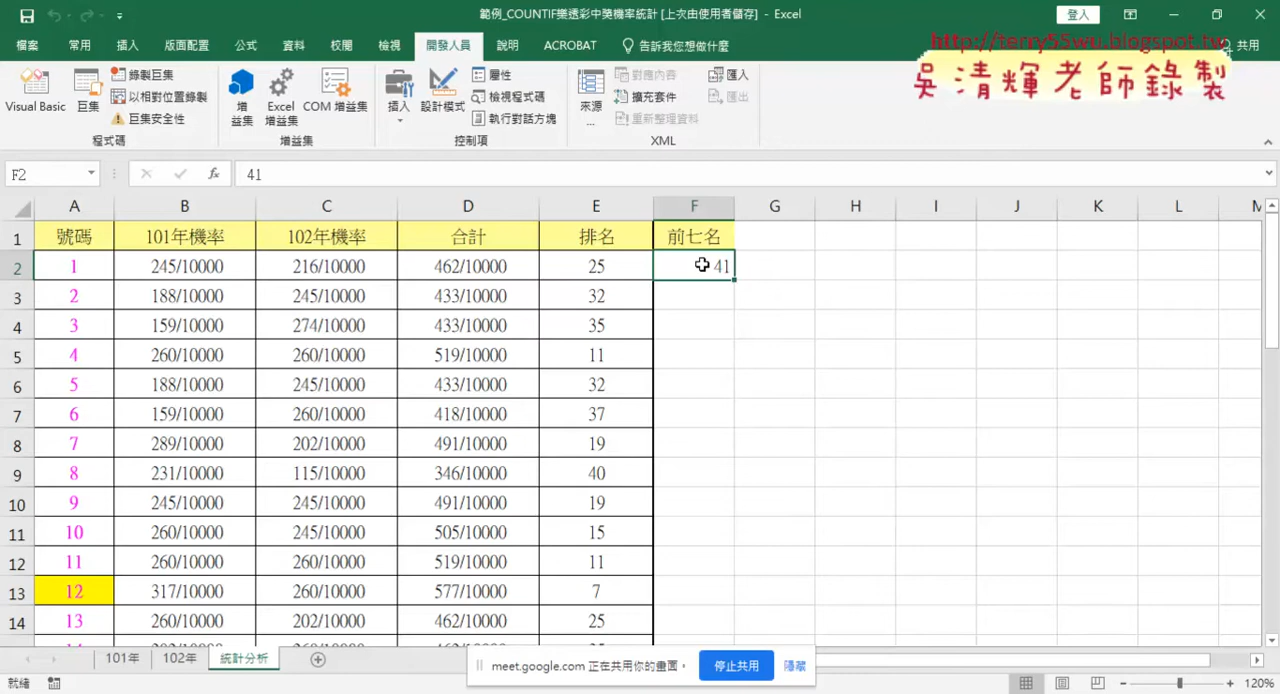 範例_COUNTIF樂透彩中獎機率統計 [上次由使用者儲存] - Excel
登入
檔案 常用 插入 版面配置 公式 資料 校閱 檢視 開發人員 說明 ACROBAT 告訴我您想做什麼 共用
http://terry55wu.blogspot.tw
吳清輝老師錄製
Visual Basic 巨集 錄製巨集 以相對位置錄製 巨集安全性 程式碼
增益集 Excel 增益集 COM 增益集 增益集
插入 設計模式 屬性 檢視程式碼 執行對話方塊 控制項
來源... 對應內容 擴充套件 重新整理資料 匯入 匯出 XML
F2 fx 41
A B C D E F G H I J K L M
1 號碼 101年機率 102年機率 合計 排名 前七名
2 1 245/10000 216/10000 462/10000 25 41
3 2 188/10000 245/10000 433/10000 32
4 3 159/10000 274/10000 433/10000 35
5 4 260/10000 260/10000 519/10000 11
6 5 188/10000 245/10000 433/10000 32
7 6 159/10000 260/10000 418/10000 37
8 7 289/10000 202/10000 491/10000 19
9 8 231/10000 115/10000 346/10000 40
10 9 245/10000 245/10000 491/10000 19
11 10 260/10000 245/10000 505/10000 15
12 11 260/10000 260/10000 519/10000 11
13 12 317/10000 260/10000 577/10000 7
14 13 260/10000 202/10000 462/10000 25
101年 102年 統計分析
meet.google.com 正在共用你的畫面。 停止共用 隱藏
就緒 120%